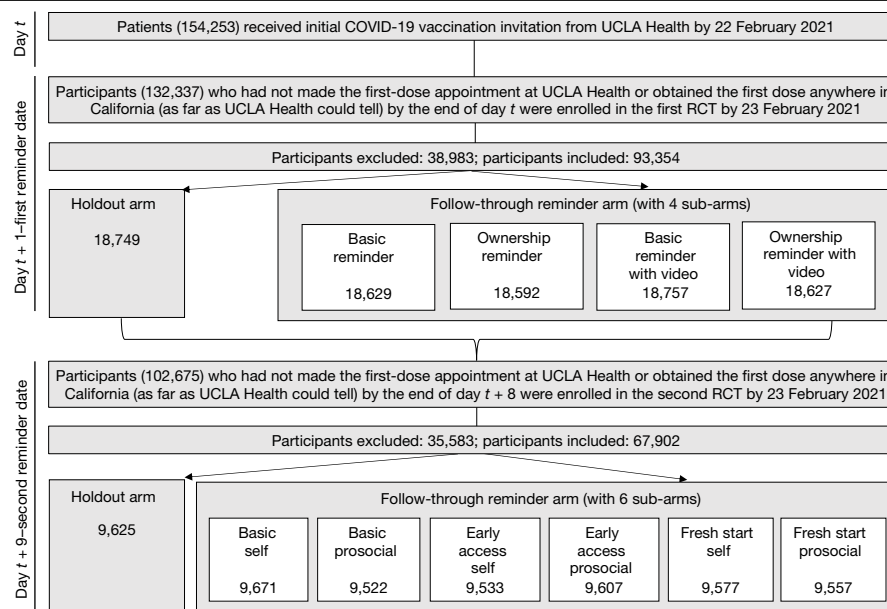 Day t
Patients (154,253) received initial COVID-19 vaccination invitation from UCLA Health by 22 February 2021
Day t + 1–first reminder date
Participants (132,337) who had not made the first-dose appointment at UCLA Health or obtained the first dose anywhere in
California (as far as UCLA Health could tell) by the end of day t were enrolled in the first RCT by 23 February 2021
Participants excluded: 38,983; participants included: 93,354
Holdout arm
18,749
Follow-through reminder arm (with 4 sub-arms)
Basic
reminder
18,629
Ownership
reminder
18,592
Basic
reminder
with video
18,757
Ownership
reminder with
video
18,627
Day t + 9–second reminder date
Participants (102,675) who had not made the first-dose appointment at UCLA Health or obtained the first dose anywhere in
California (as far as UCLA Health could tell) by the end of day t + 8 were enrolled in the second RCT by 23 February 2021
Participants excluded: 35,583; participants included: 67,902
Holdout arm
9,625
Follow-through reminder arm (with 6 sub-arms)
Basic
self
9,671
Basic
prosocial
9,522
Early
access
self
9,533
Early
access
prosocial
9,607
Fresh start
self
9,577
Fresh start
prosocial
9,557